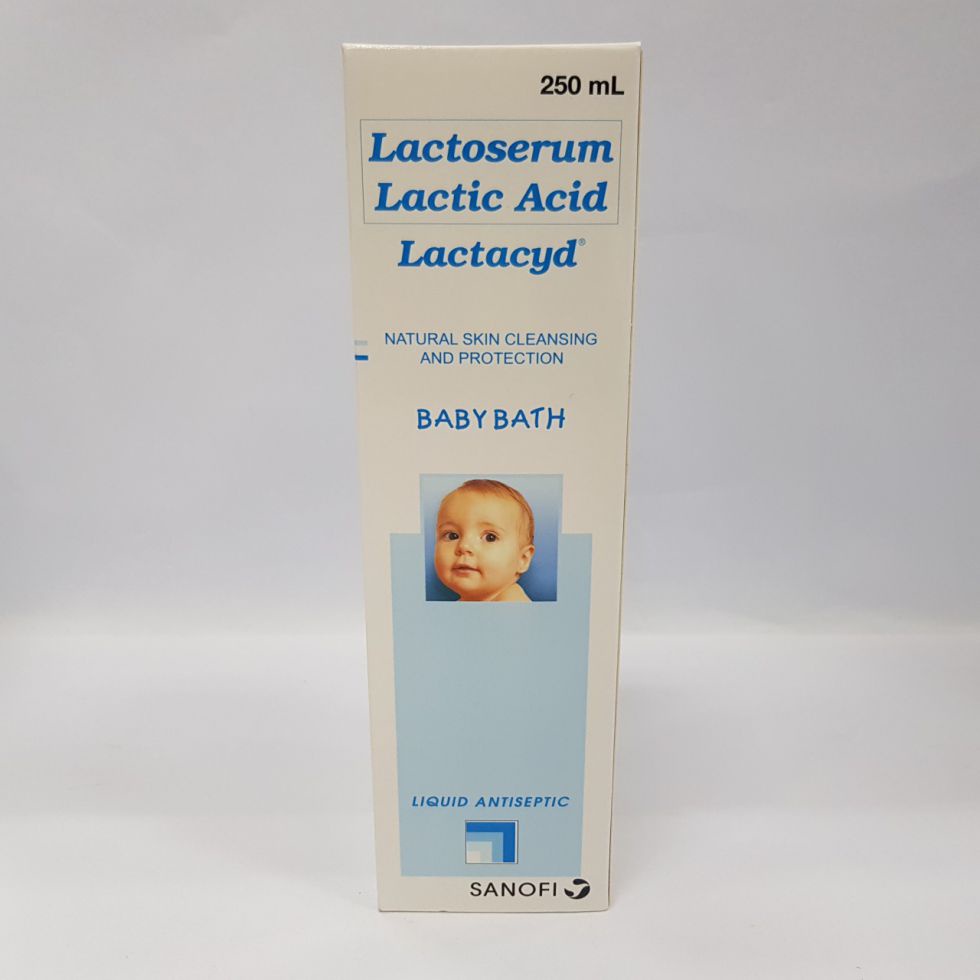 250 mL
Lactoserum
Lactic Acid
Lactacyd®
NATURAL SKIN CLEANSING
AND PROTECTION
BABY BATH
LIQUID ANTISEPTIC
SANOFI